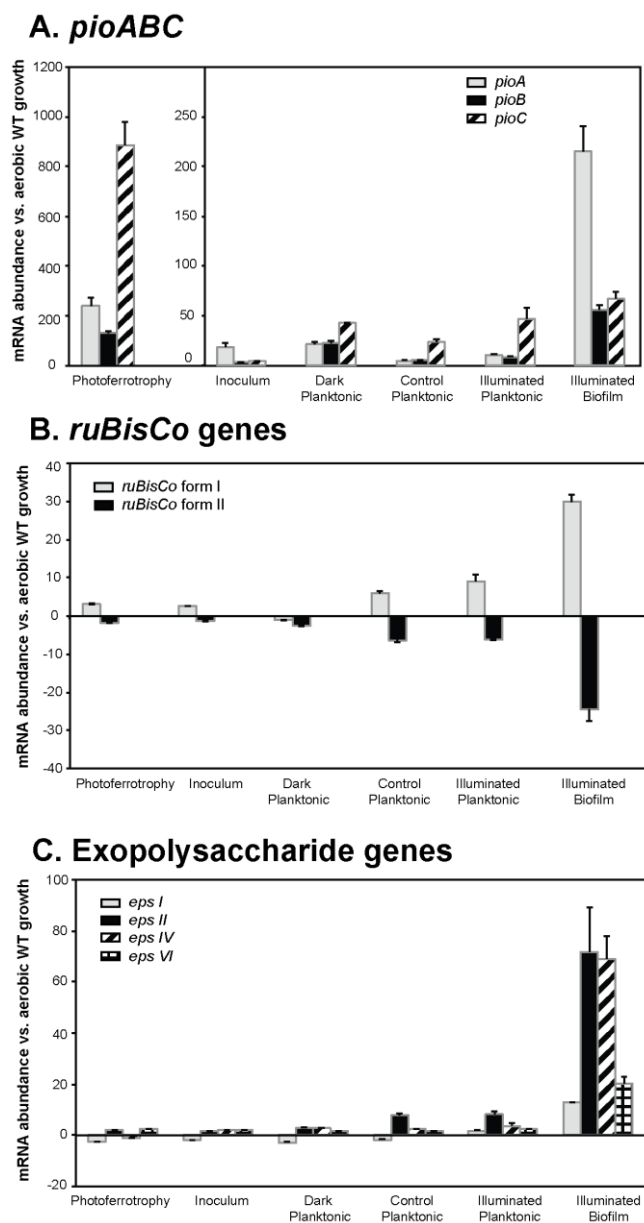 A. pioABC
mRNA abundance vs. aerobic WT growth
1200
1000
800
600
400
200
0
250
200
150
100
50
0
pioA
pioB
pioC
Photoferrotrophy
Inoculum
Dark
Planktonic
Control
Planktonic
Illuminated
Planktonic
Illuminated
Biofilm
B. ruBisCo genes
mRNA abundance vs. aerobic WT growth
40
30
20
10
0
-10
-20
-30
-40
ruBisCo form I
ruBisCo form II
Photoferrotrophy
Inoculum
Dark
Planktonic
Control
Planktonic
Illuminated
Planktonic
Illuminated
Biofilm
C. Exopolysaccharide genes
mRNA abundance vs. aerobic WT growth
100
80
60
40
20
0
-20
eps I
eps II
eps IV
eps VI
Photoferrotrophy
Inoculum
Dark
Planktonic
Control
Planktonic
Illuminated
Planktonic
Illuminated
Biofilm